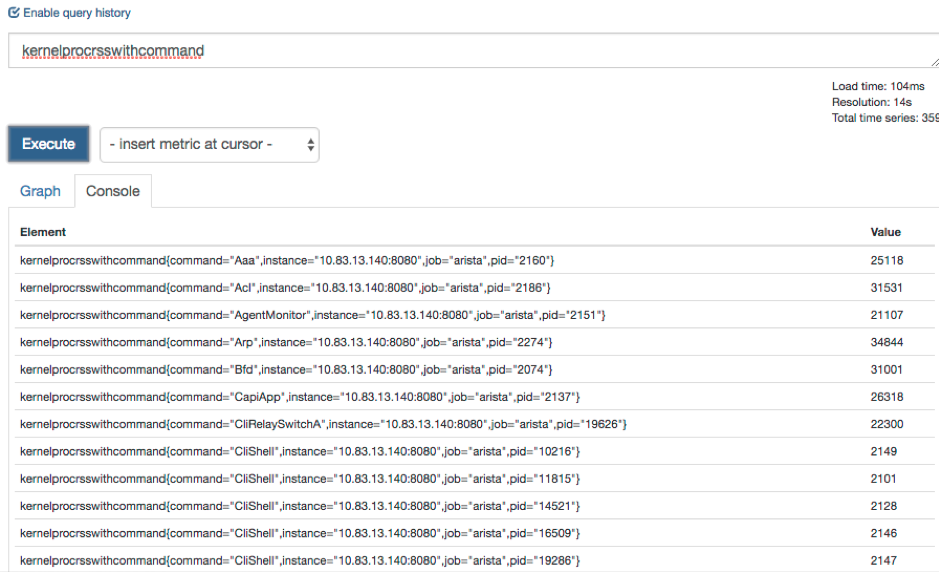 Enable query history
kernelprocrsswithcommand
Load time: 104ms
Resolution: 14s
Total time series: 359
Execute
- insert metric at cursor -
Graph Console
Element Value
kernelprocrsswithcommand{command="Aaa",instance="10.83.13.140:8080",job="arista",pid="2160"} 25118
kernelprocrsswithcommand{command="Acl",instance="10.83.13.140:8080",job="arista",pid="2186"} 31531
kernelprocrsswithcommand{command="AgentMonitor",instance="10.83.13.140:8080",job="arista",pid="2151"} 21107
kernelprocrsswithcommand{command="Arp",instance="10.83.13.140:8080",job="arista",pid="2274"} 34844
kernelprocrsswithcommand{command="Bfd",instance="10.83.13.140:8080",job="arista",pid="2074"} 31001
kernelprocrsswithcommand{command="CapiApp",instance="10.83.13.140:8080",job="arista",pid="2137"} 26318
kernelprocrsswithcommand{command="CliRelaySwitchA",instance="10.83.13.140:8080",job="arista",pid="19626"} 22300
kernelprocrsswithcommand{command="CliShell",instance="10.83.13.140:8080",job="arista",pid="10216"} 2149
kernelprocrsswithcommand{command="CliShell",instance="10.83.13.140:8080",job="arista",pid="11815"} 2101
kernelprocrsswithcommand{command="CliShell",instance="10.83.13.140:8080",job="arista",pid="14521"} 2128
kernelprocrsswithcommand{command="CliShell",instance="10.83.13.140:8080",job="arista",pid="16509"} 2146
kernelprocrsswithcommand{command="CliShell",instance="10.83.13.140:8080",job="arista",pid="19286"} 2147